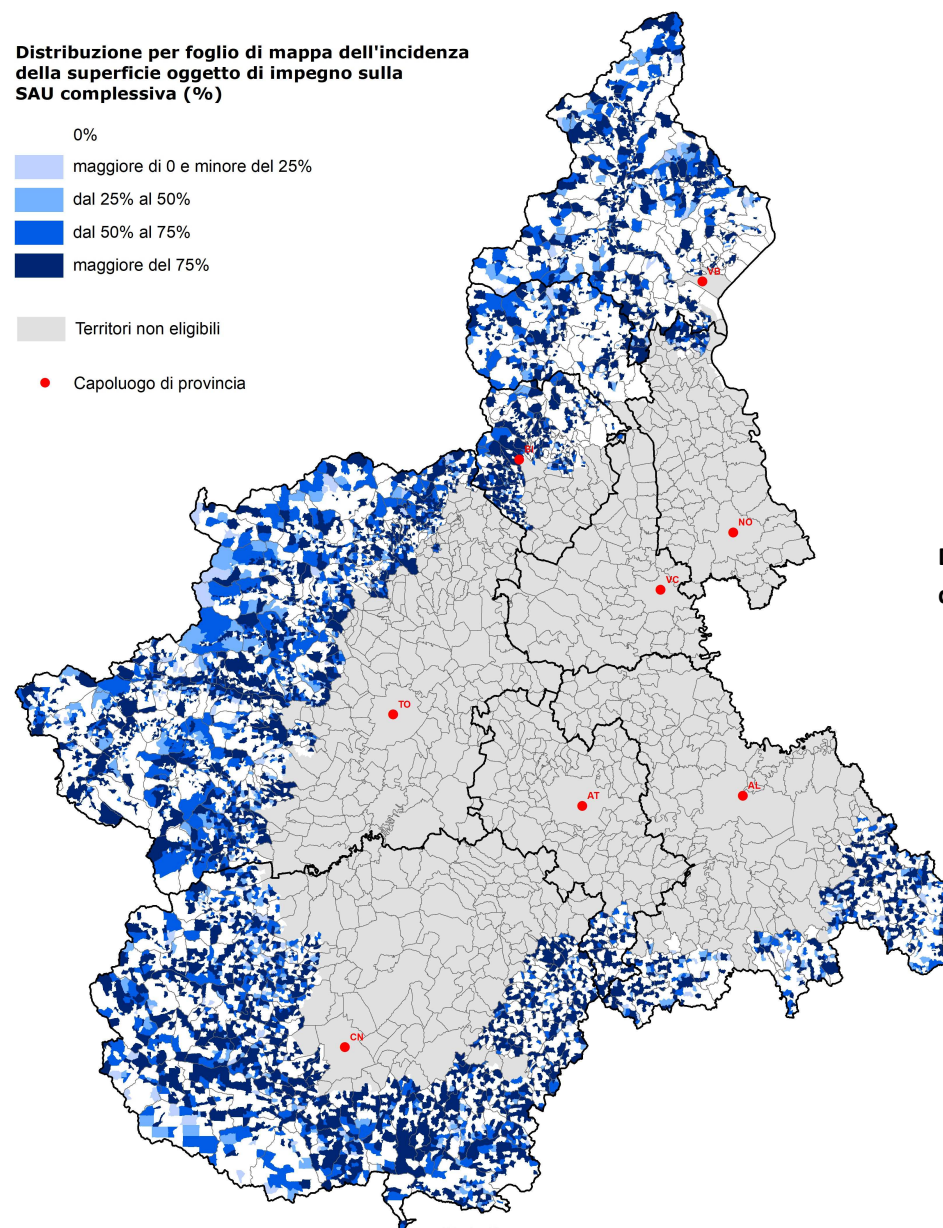 Distribuzione per foglio di mappa dell'incidenza
della superficie oggetto di impegno sulla
SAU complessiva (%)
0%
maggiore di 0 e minore del 25%
dal 25% al 50%
dal 50% al 75%
maggiore del 75%
Territori non eligibili
Capoluogo di provincia
VB
BI
NO
VC
TO
AT
AL
CN